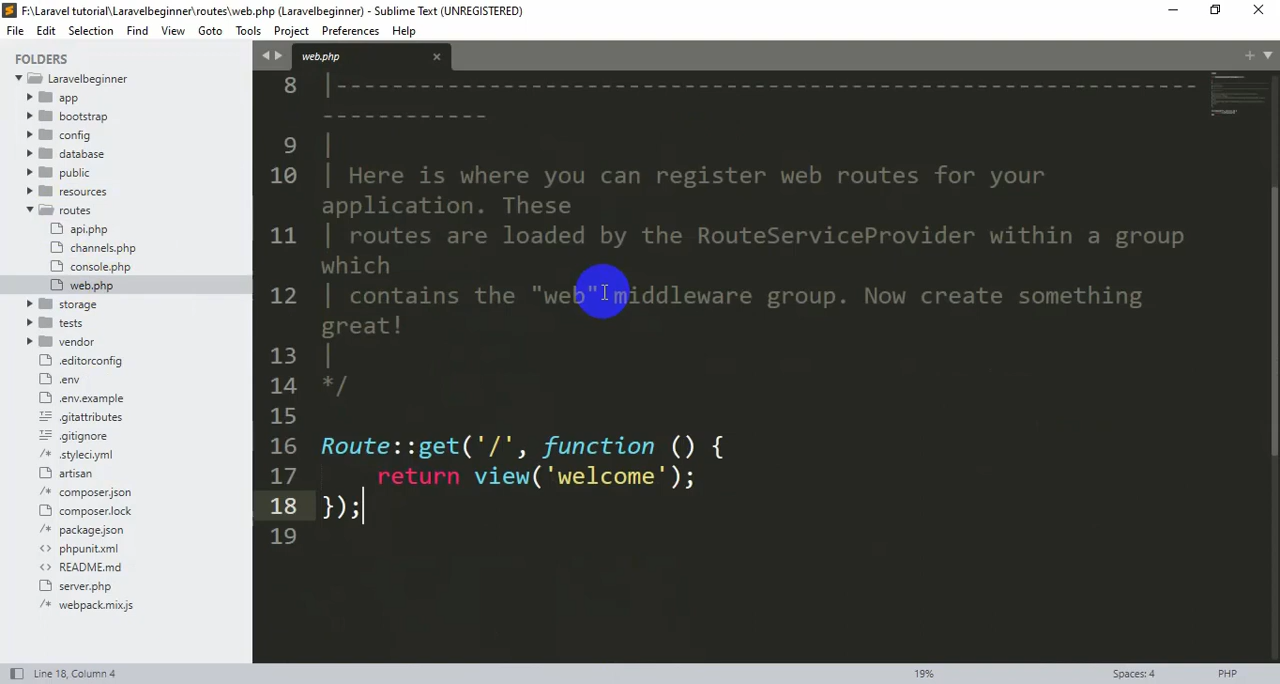 F:\Laravel tutorial\Laravelbeginner\routes\web.php (Laravelbeginner) - Sublime Text (UNREGISTERED)
File Edit Selection Find View Goto Tools Project Preferences Help
FOLDERS
Laravelbeginner
app
bootstrap
config
database
public
resources
routes
api.php
channels.php
console.php
web.php
storage
tests
vendor
.editorconfig
.env
.env.example
.gitattributes
.gitignore
.styleci.yml
artisan
composer.json
composer.lock
package.json
phpunit.xml
README.md
server.php
webpack.mix.js
web.php
8 |--------------------------------------------------------------
------------
9 |
10 | Here is where you can register web routes for your
application. These
11 | routes are loaded by the RouteServiceProvider within a group
which
12 | contains the "web" middleware group. Now create something
great!
13 |
14 */
15
16 Route::get('/', function () {
17     return view('welcome');
18 });
19
Line 18, Column 4 19% Spaces: 4 PHP